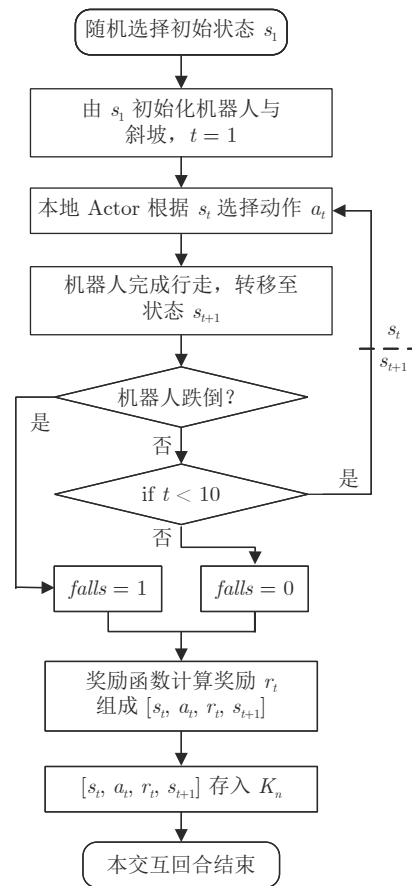 随机选择初始状态 s₁
由 s₁ 初始化机器人与
斜坡，t = 1
本地 Actor 根据 sₜ 选择动作 aₜ
机器人完成行走，转移至
状态 sₜ₊₁
sₜ
sₜ₊₁
机器人跌倒？
是
否
if t < 10
是
否
falls = 1
falls = 0
奖励函数计算奖励 rₜ
组成 [sₜ, aₜ, rₜ, sₜ₊₁]
[sₜ, aₜ, rₜ, sₜ₊₁] 存入 Kₙ
本交互回合结束